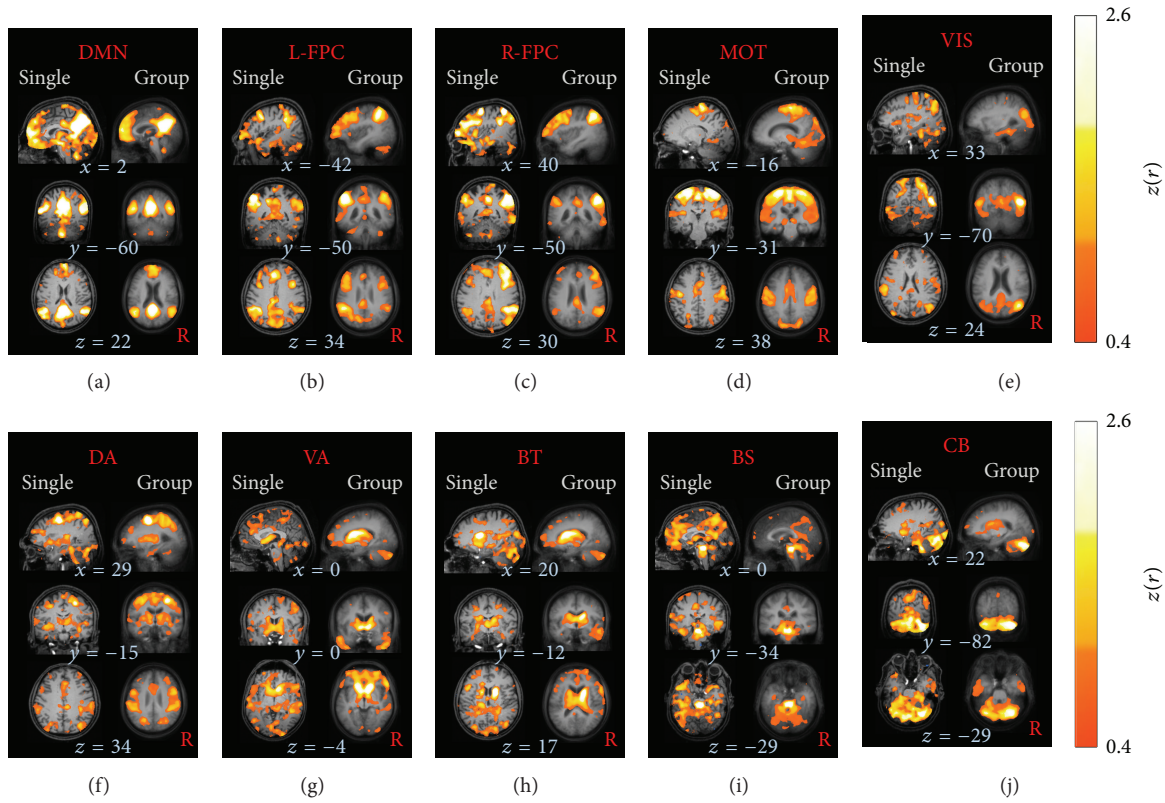 DMN
Single Group
x = 2
y = −60
z = 22
R
(a)
L-FPC
Single Group
x = −42
y = −50
z = 34
R
(b)
R-FPC
Single Group
x = 40
y = −50
z = 30
R
(c)
MOT
Single Group
x = −16
y = −31
z = 38
R
(d)
VIS
Single Group
x = 33
y = −70
z = 24
R
(e)
2.6
z(r)
0.4
DA
Single Group
x = 29
y = −15
z = 34
R
(f)
VA
Single Group
x = 0
y = 0
z = −4
R
(g)
BT
Single Group
x = 20
y = −12
z = 17
R
(h)
BS
Single Group
x = 0
y = −34
z = −29
R
(i)
CB
Single Group
x = 22
y = −82
z = −29
R
(j)
2.6
z(r)
0.4